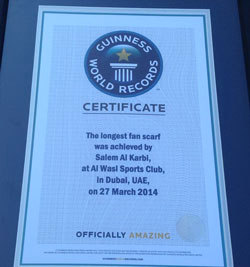 GUINNESS
WORLD RECORDS
CERTIFICATE
The longest fan scarf
was achieved by
Salem Al Karbi,
at Al Wasl Sports Club,
in Dubai, UAE,
on 27 March 2014
OFFICIALLY AMAZING